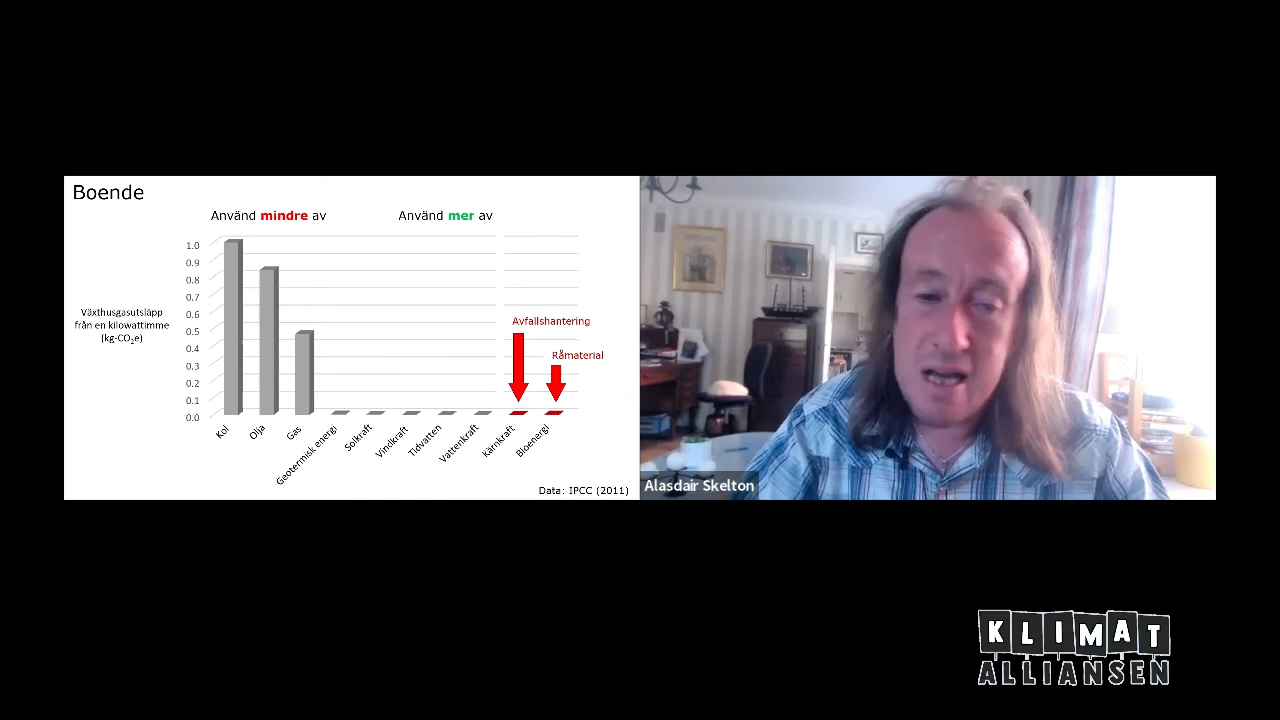 Boende
Använd mindre av
Använd mer av
1.0
0.9
0.8
0.7
0.6
0.5
0.4
0.3
0.2
0.1
0.0
Växthusgasutsläpp
från en kilowattimme
(kg-CO₂e)
Avfallshantering
Råmaterial
Kol
Olja
Gas
Geotermisk energi
Solkraft
Vindkraft
Tidvatten
Vattenkraft
Kärnkraft
Bioenergi
Data: IPCC (2011)
Alasdair Skelton
KLIMAT
ALLIANSEN